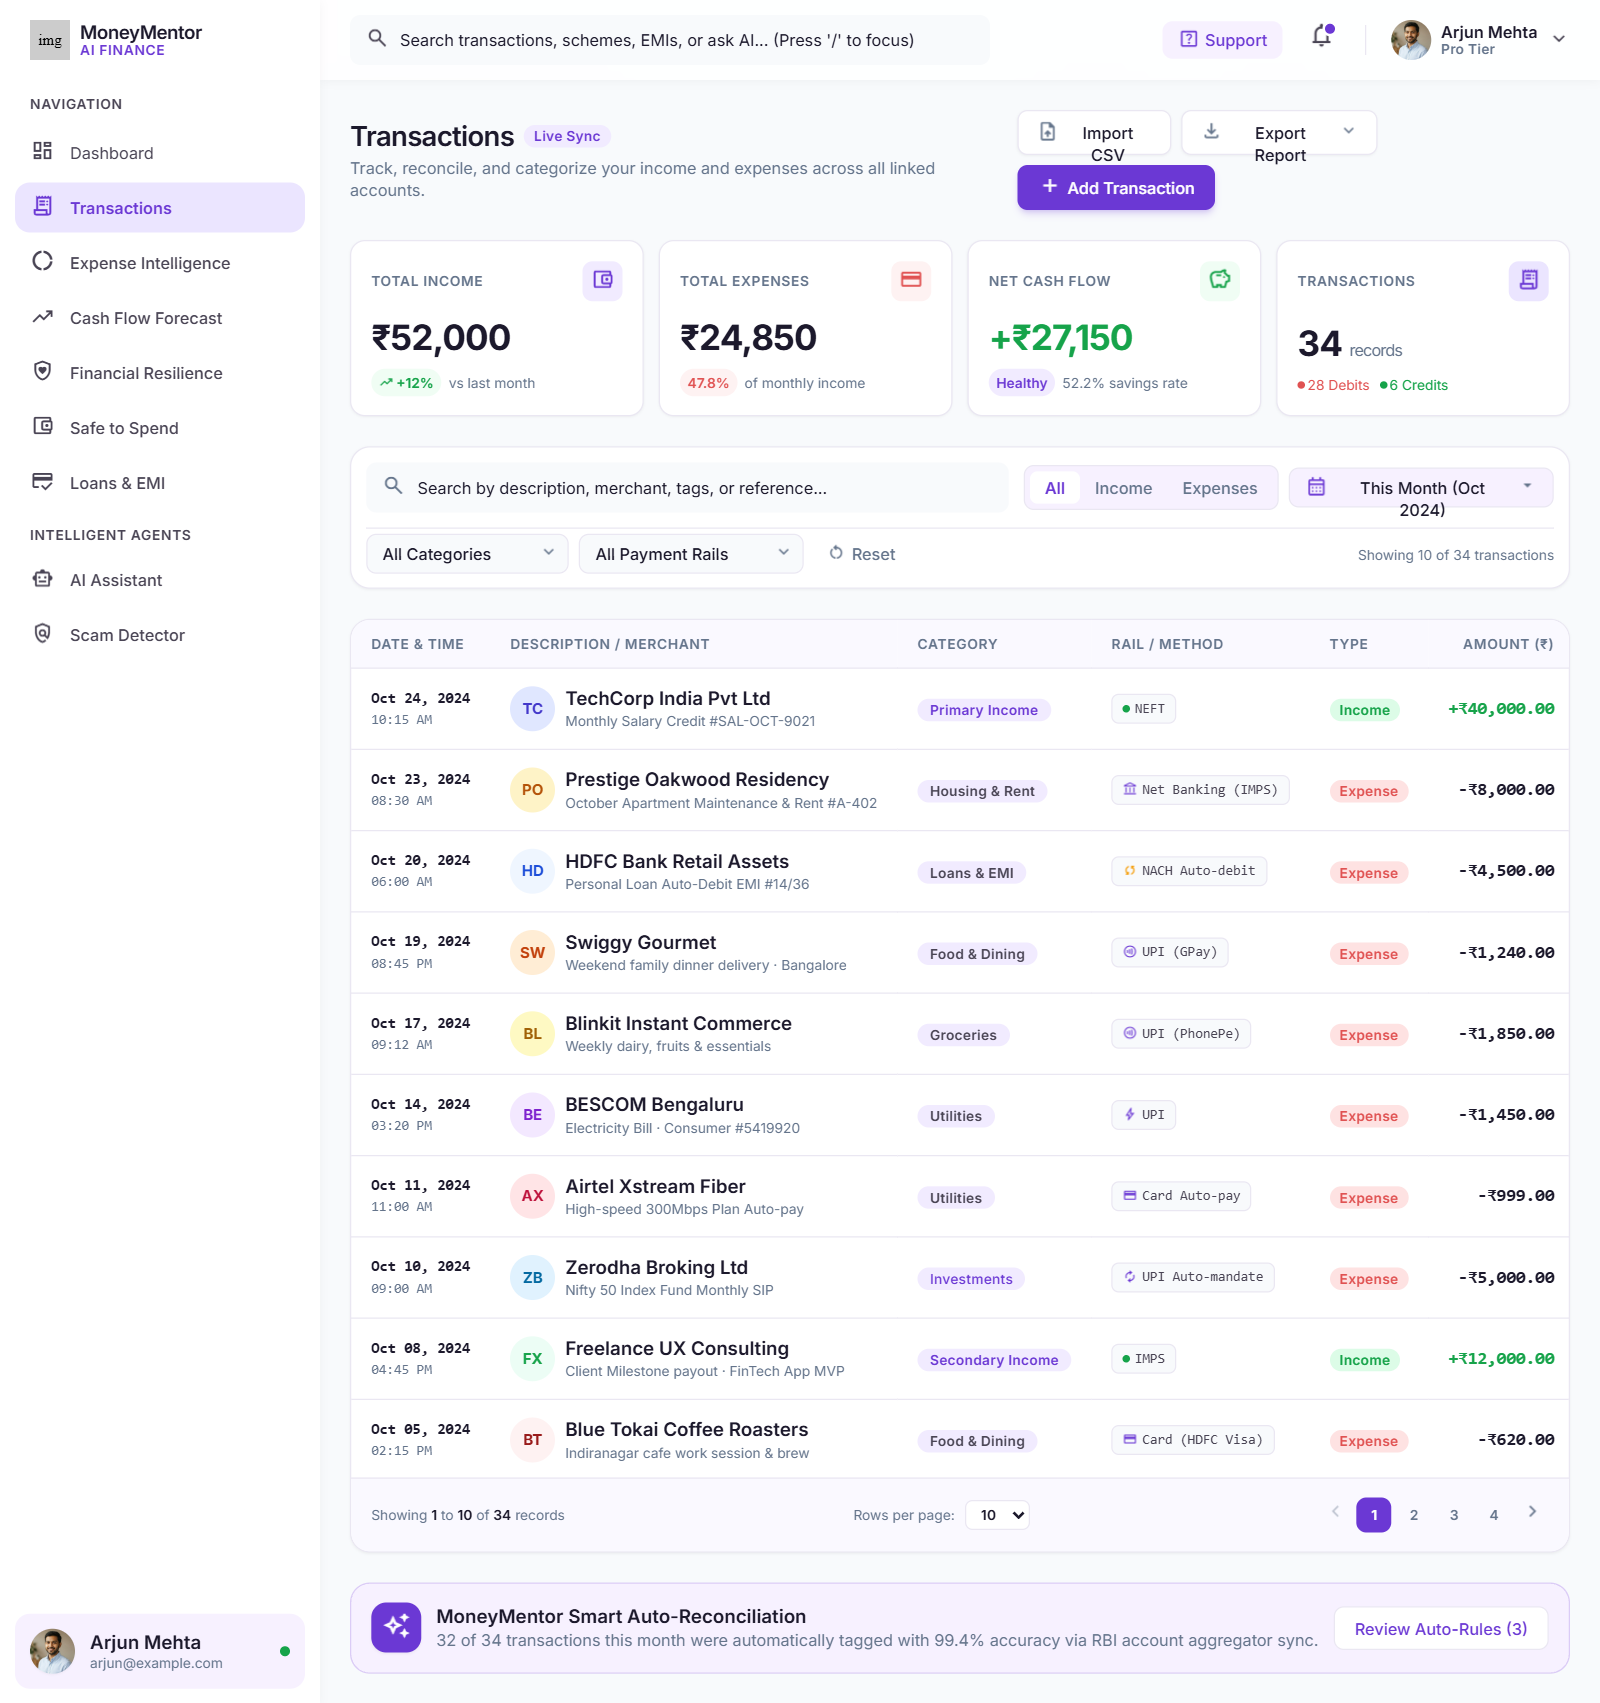 img
MoneyMentor
AI FINANCE
NAVIGATION
Dashboard
Transactions
Expense Intelligence
Cash Flow Forecast
Financial Resilience
Safe to Spend
Loans & EMI
INTELLIGENT AGENTS
AI Assistant
Scam Detector
Arjun Mehta
arjun@example.com
Search transactions, schemes, EMIs, or ask AI... (Press '/' to focus)
Support
Arjun Mehta
Pro Tier
Transactions
Live Sync
Track, reconcile, and categorize your income and expenses across all linked
accounts.
Import
CSV
Export
Report
Add Transaction
TOTAL INCOME
₹52,000
+12% vs last month
TOTAL EXPENSES
₹24,850
47.8% of monthly income
NET CASH FLOW
+₹27,150
Healthy 52.2% savings rate
TRANSACTIONS
34 records
28 Debits 6 Credits
Search by description, merchant, tags, or reference...
All Income Expenses
This Month (Oct
2024)
All Categories
All Payment Rails
Reset
Showing 10 of 34 transactions
DATE & TIME DESCRIPTION / MERCHANT CATEGORY RAIL / METHOD TYPE AMOUNT (₹)
Oct 24, 2024
10:15 AM
TC
TechCorp India Pvt Ltd
Monthly Salary Credit #SAL-OCT-9021
Primary Income
NEFT
Income
+₹40,000.00
Oct 23, 2024
08:30 AM
PO
Prestige Oakwood Residency
October Apartment Maintenance & Rent #A-402
Housing & Rent
Net Banking (IMPS)
Expense
-₹8,000.00
Oct 20, 2024
06:00 AM
HD
HDFC Bank Retail Assets
Personal Loan Auto-Debit EMI #14/36
Loans & EMI
NACH Auto-debit
Expense
-₹4,500.00
Oct 19, 2024
08:45 PM
SW
Swiggy Gourmet
Weekend family dinner delivery · Bangalore
Food & Dining
UPI (GPay)
Expense
-₹1,240.00
Oct 17, 2024
09:12 AM
BL
Blinkit Instant Commerce
Weekly dairy, fruits & essentials
Groceries
UPI (PhonePe)
Expense
-₹1,850.00
Oct 14, 2024
03:20 PM
BE
BESCOM Bengaluru
Electricity Bill · Consumer #5419920
Utilities
UPI
Expense
-₹1,450.00
Oct 11, 2024
11:00 AM
AX
Airtel Xstream Fiber
High-speed 300Mbps Plan Auto-pay
Utilities
Card Auto-pay
Expense
-₹999.00
Oct 10, 2024
09:00 AM
ZB
Zerodha Broking Ltd
Nifty 50 Index Fund Monthly SIP
Investments
UPI Auto-mandate
Expense
-₹5,000.00
Oct 08, 2024
04:45 PM
FX
Freelance UX Consulting
Client Milestone payout · FinTech App MVP
Secondary Income
IMPS
Income
+₹12,000.00
Oct 05, 2024
02:15 PM
BT
Blue Tokai Coffee Roasters
Indiranagar cafe work session & brew
Food & Dining
Card (HDFC Visa)
Expense
-₹620.00
Showing 1 to 10 of 34 records
Rows per page: 10
1 2 3 4
MoneyMentor Smart Auto-Reconciliation
32 of 34 transactions this month were automatically tagged with 99.4% accuracy via RBI account aggregator sync.
Review Auto-Rules (3)